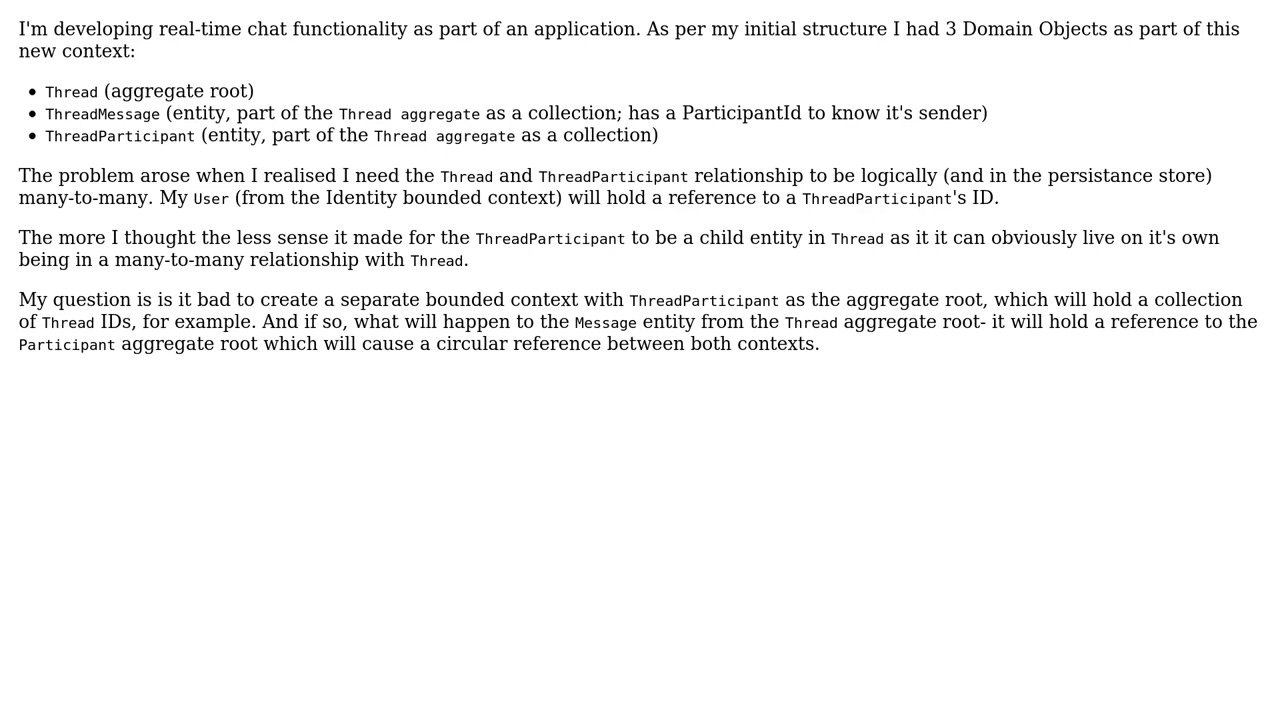 I'm developing real-time chat functionality as part of an application. As per my initial structure I had 3 Domain Objects as part of this
new context:
• Thread (aggregate root)
• ThreadMessage (entity, part of the Thread aggregate as a collection; has a ParticipantId to know it's sender)
• ThreadParticipant (entity, part of the Thread aggregate as a collection)
The problem arose when I realised I need the Thread and ThreadParticipant relationship to be logically (and in the persistance store)
many-to-many. My User (from the Identity bounded context) will hold a reference to a ThreadParticipant's ID.
The more I thought the less sense it made for the ThreadParticipant to be a child entity in Thread as it it can obviously live on it's own
being in a many-to-many relationship with Thread.
My question is is it bad to create a separate bounded context with ThreadParticipant as the aggregate root, which will hold a collection
of Thread IDs, for example. And if so, what will happen to the Message entity from the Thread aggregate root- it will hold a reference to the
Participant aggregate root which will cause a circular reference between both contexts.